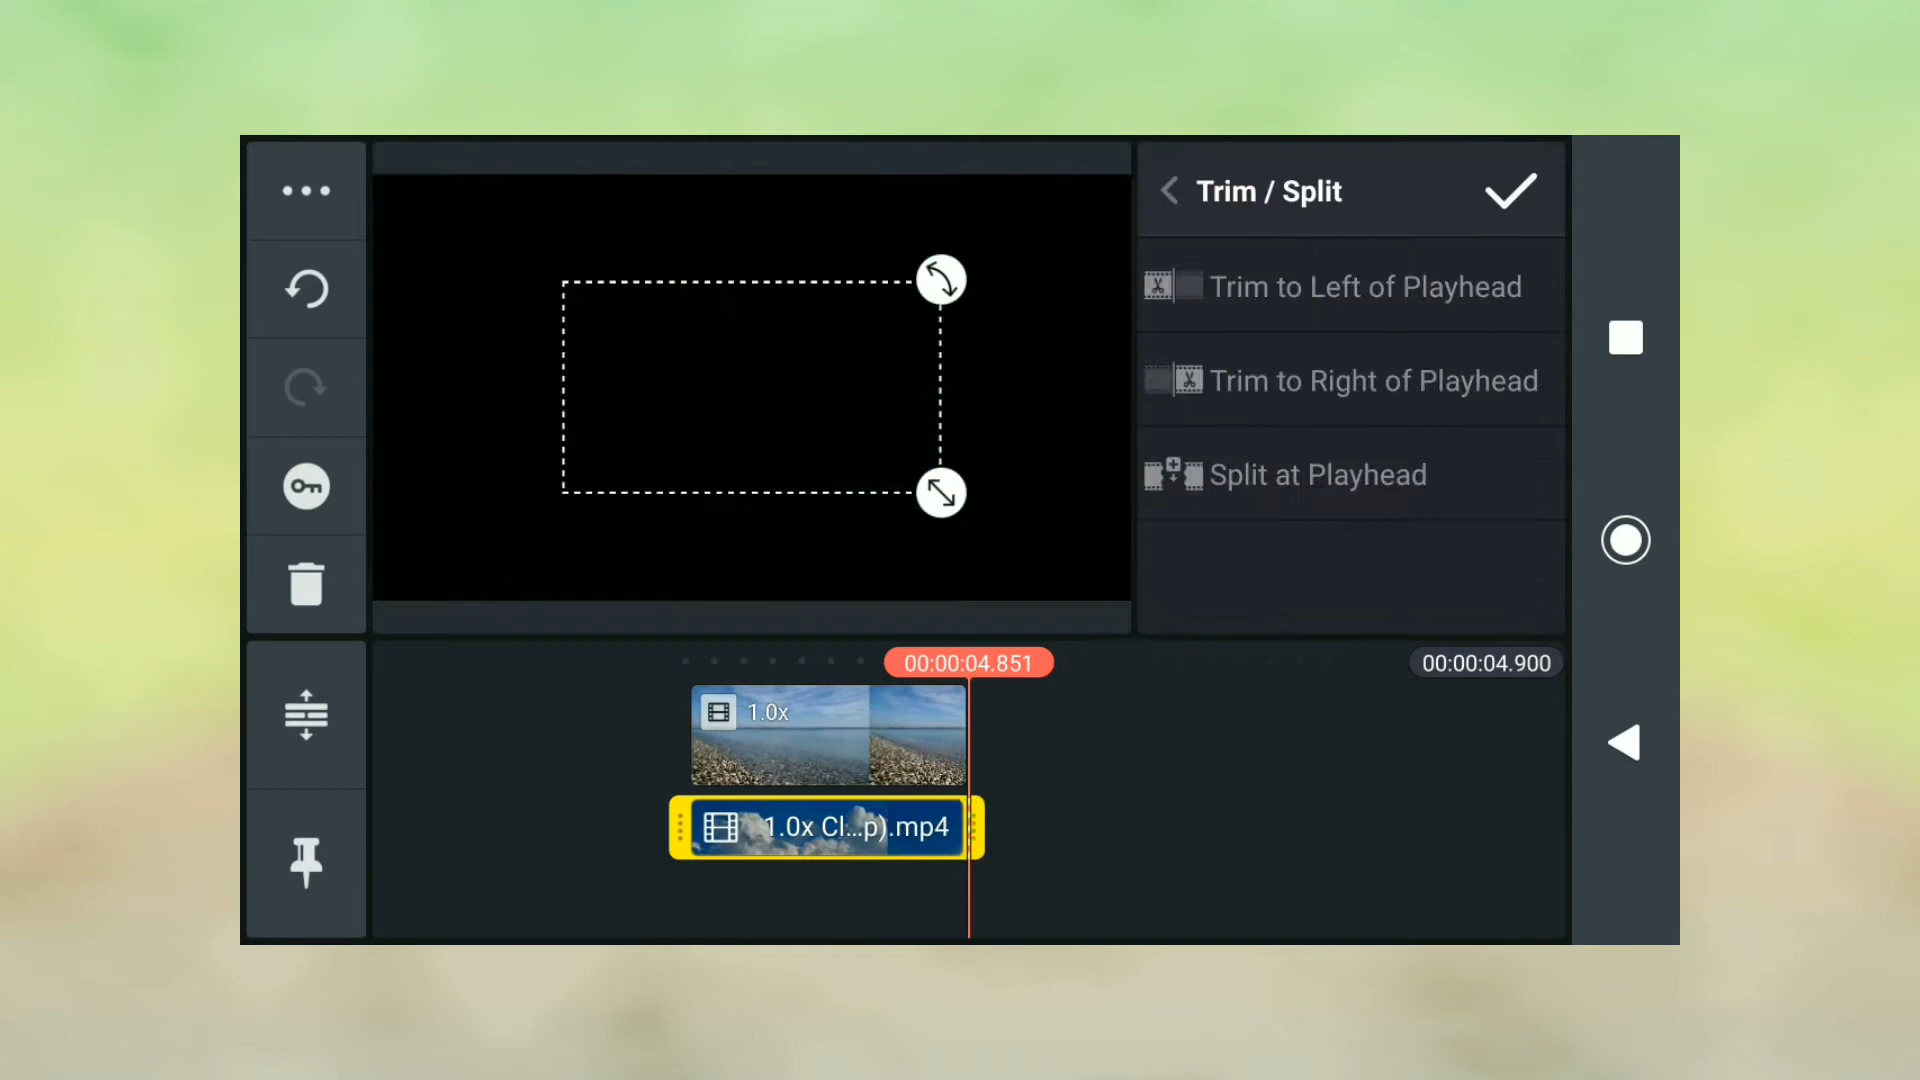 Trim / Split
Trim to Left of Playhead
Trim to Right of Playhead
Split at Playhead
00:00:04.851
00:00:04.900
1.0x
1.0x Cl...p).mp4